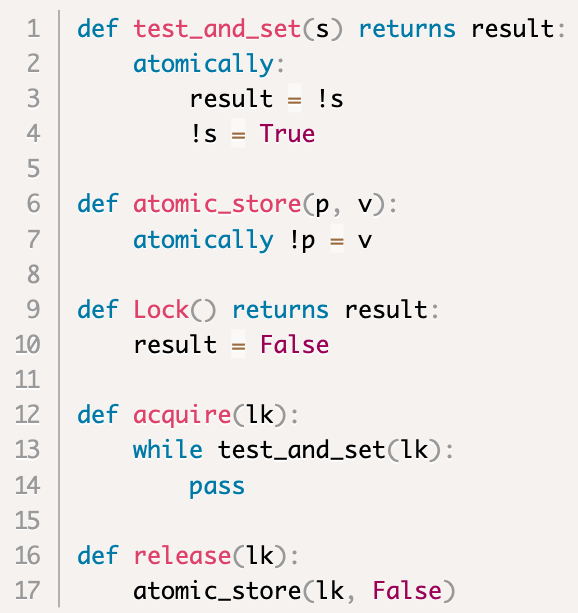 1 def test_and_set(s) returns result:
2     atomically:
3         result = !s
4         !s = True
5
6 def atomic_store(p, v):
7     atomically !p = v
8
9 def Lock() returns result:
10     result = False
11
12 def acquire(lk):
13     while test_and_set(lk):
14         pass
15
16 def release(lk):
17     atomic_store(lk, False)